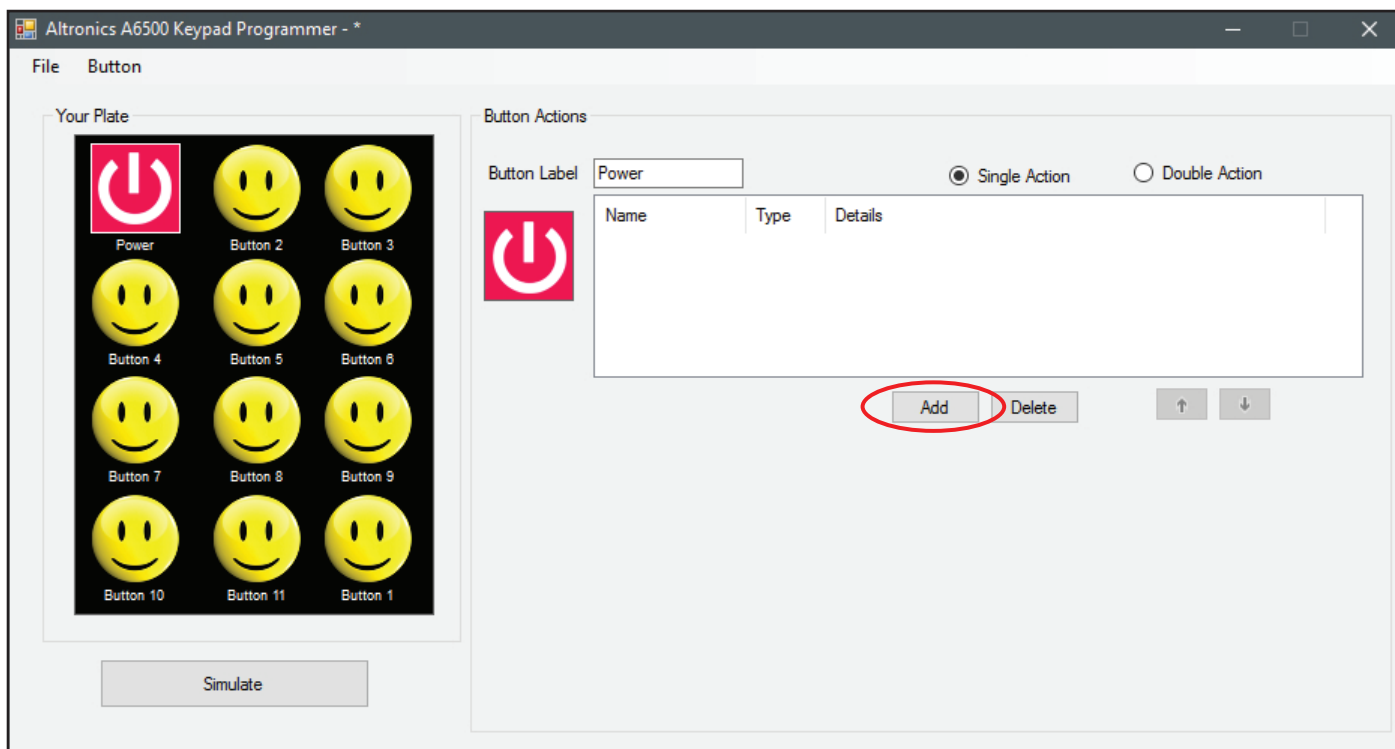 Altronics A6500 Keypad Programmer - *
File Button
Your Plate
Power Button 2 Button 3
Button 4 Button 5 Button 6
Button 7 Button 8 Button 9
Button 10 Button 11 Button 1
Simulate
Button Actions
Button Label Power Single Action Double Action
Name Type Details
Add Delete